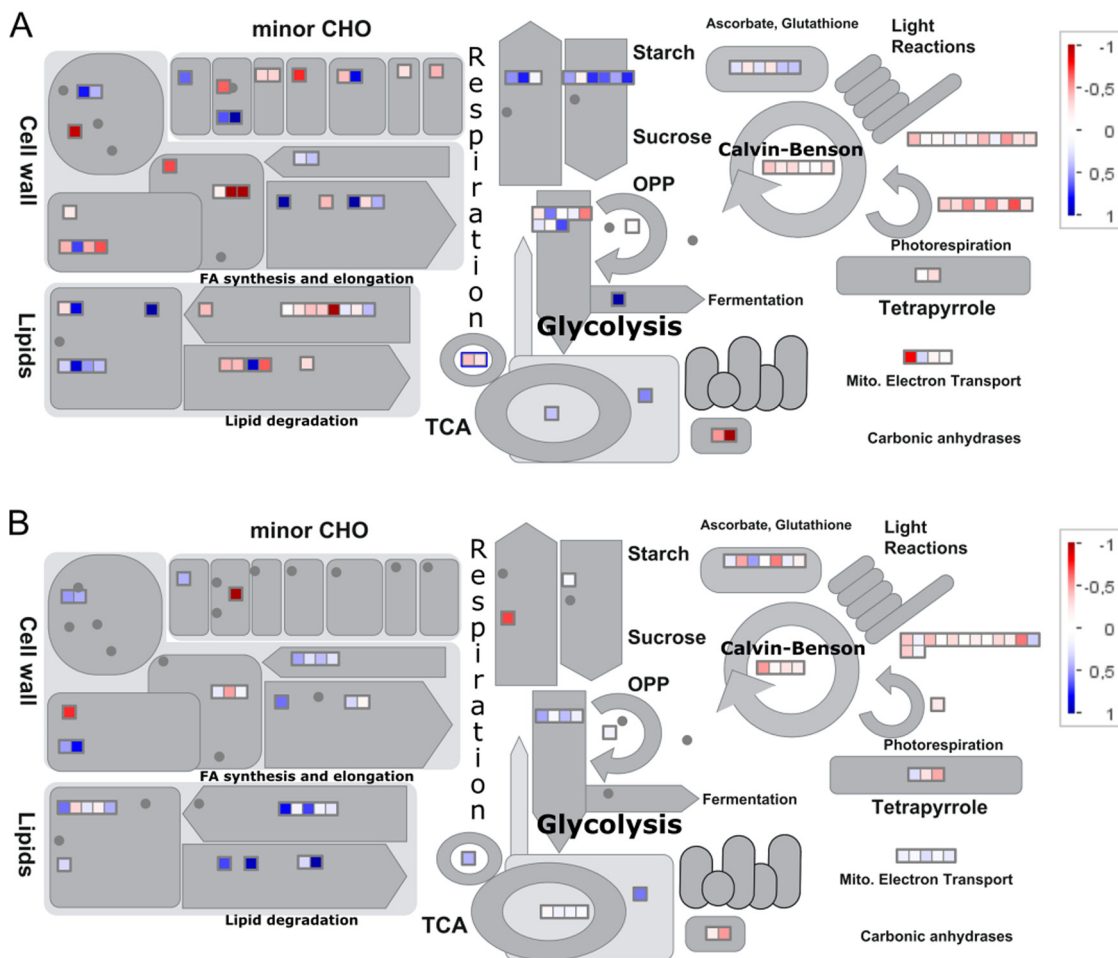 A
minor CHO
Ascorbate, Glutathione
Light
Reactions
Respiration
Starch
Cell wall
Sucrose
Calvin-Benson
OPP
Photorespiration
FA synthesis and elongation
Lipids
Fermentation
Tetrapyrrole
Glycolysis
Mito. Electron Transport
Lipid degradation
TCA
Carbonic anhydrases
-1
-0,5
0
0,5
1
B
minor CHO
Ascorbate, Glutathione
Light
Reactions
Respiration
Starch
Cell wall
Sucrose
Calvin-Benson
OPP
Photorespiration
FA synthesis and elongation
Lipids
Fermentation
Tetrapyrrole
Glycolysis
Mito. Electron Transport
Lipid degradation
TCA
Carbonic anhydrases
-1
-0,5
0
0,5
1